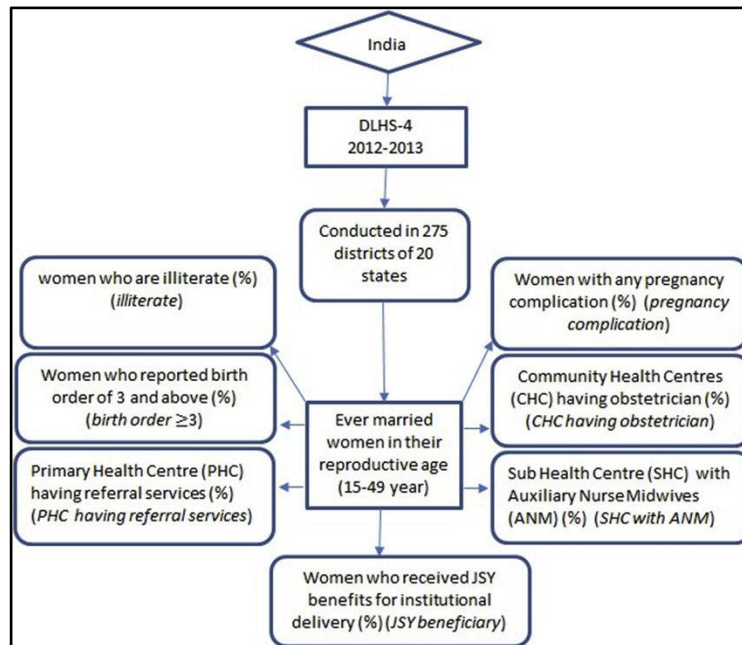 India
DLHS-4
2012-2013
Conducted in 275
districts of 20
states
women who are illiterate (%)
(illiterate)
Women with any pregnancy
complication (%) (pregnancy
complication)
Women who reported birth
order of 3 and above (%)
(birth order ≥3)
Ever married
women in their
reproductive age
(15-49 year)
Community Health Centres
(CHC) having obstetrician (%)
(CHC having obstetrician)
Primary Health Centre (PHC)
having referral services (%)
(PHC having referral services)
Sub Health Centre (SHC) with
Auxiliary Nurse Midwives
(ANM) (%) (SHC with ANM)
Women who received JSY
benefits for institutional
delivery (%) (JSY beneficiary)